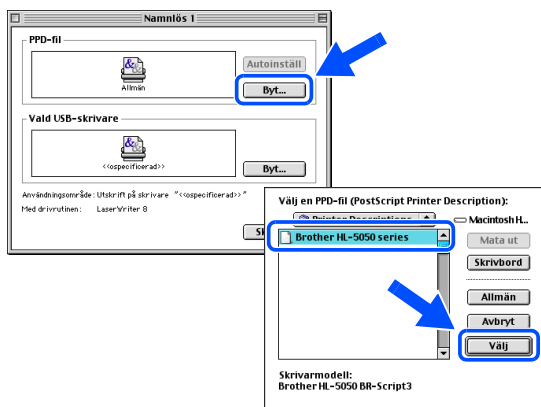 Namnlös 1
PPD-fil
Autoinställ
Allmän
Byt...
Vald USB-skrivare
<<ospecificerad>>
Byt...
Användningsområde: Utskrift på skrivare "<<ospecificerad>>"
Med drivrutinen: LaserWriter 8
Välj en PPD-fil (PostScript Printer Description):
Printer Descriptions
Macintosh H...
Brother HL-5050 series
Mata ut
Skrivbord
Allmän
Avbryt
Välj
Skrivarmodell:
Brother HL-5050 BR-Script3